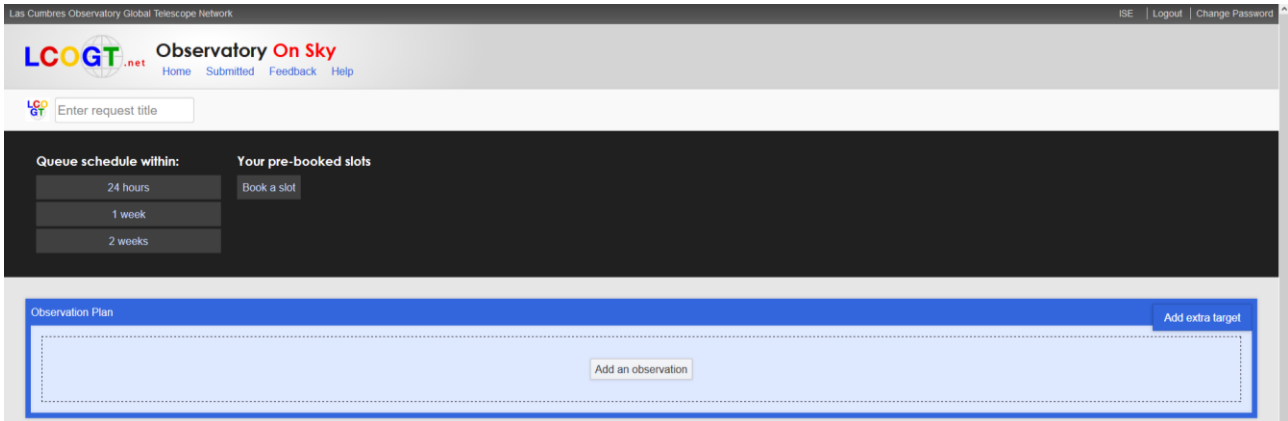 Las Cumbres Observatory Global Telescope Network
ISE | Logout | Change Password
LCOGT.net
Observatory On Sky
Home Submitted Feedback Help
LCOGT
Enter request title
Queue schedule within:
Your pre-booked slots
24 hours
Book a slot
1 week
2 weeks
Observation Plan
Add extra target
Add an observation